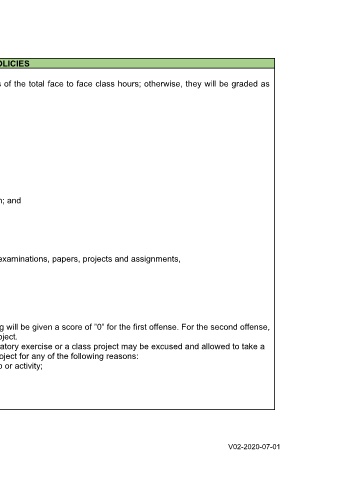 OLICIES
s of the total face to face class hours; otherwise, they will be graded as
n; and
examinations, papers, projects and assignments,
g will be given a score of "0" for the first offense. For the second offense,
oject.
atory exercise or a class project may be excused and allowed to take a
oject for any of the following reasons:
o or activity;
V02-2020-07-01